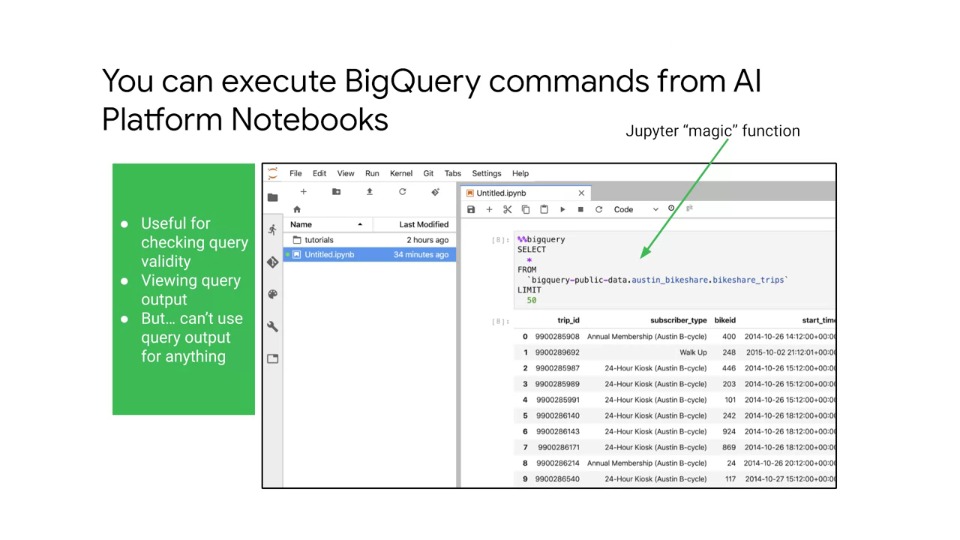 You can execute BigQuery commands from AI
Platform Notebooks
Jupyter “magic” function
● Useful for
checking query
validity
● Viewing query
output
● But... can’t use
query output
for anything
File Edit View Run Kernel Git Tabs Settings Help
Name Last Modified
tutorials 2 hours ago
Untitled.ipynb 34 minutes ago
Untitled.ipynb
Code
[8]: %%bigquery
SELECT
*
FROM
`bigquery-public-data.austin_bikeshare.bikeshare_trips`
LIMIT
50
[8]: trip_id subscriber_type bikeid start_time
0 9900285908 Annual Membership (Austin B-cycle) 400 2014-10-26 14:12:00+00:00
1 9900289692 Walk Up 248 2015-10-02 21:12:01+00:00
2 9900285987 24-Hour Kiosk (Austin B-cycle) 446 2014-10-26 15:12:00+00:00
3 9900285989 24-Hour Kiosk (Austin B-cycle) 203 2014-10-26 15:12:00+00:00
4 9900285991 24-Hour Kiosk (Austin B-cycle) 101 2014-10-26 15:12:00+00:00
5 9900286140 24-Hour Kiosk (Austin B-cycle) 242 2014-10-26 18:12:00+00:00
6 9900286143 24-Hour Kiosk (Austin B-cycle) 924 2014-10-26 18:12:00+00:00
7 9900286171 24-Hour Kiosk (Austin B-cycle) 869 2014-10-26 18:12:00+00:00
8 9900286214 Annual Membership (Austin B-cycle) 24 2014-10-26 20:12:00+00:00
9 9900286540 24-Hour Kiosk (Austin B-cycle) 117 2014-10-27 15:12:00+00:00